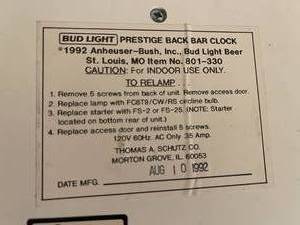 BUD LIGHT PRESTIGE BACK BAR CLOCK
©1992 Anheuser-Bush, Inc., Bud Light Beer
St. Louis, MO Item No. 801-330
CAUTION: For INDOOR USE ONLY.
TO RELAMP
1. Remove 5 screws from back of unit. Remove access door.
2. Replace lamp with FC8T9/CW/RS circline bulb.
3. Replace starter with FS-2 or FS-25. (NOTE: Starter
located on bottom rear of unit.)
4. Replace access door and reinstall 5 screws.
120V 60Hz. AC Only .35 Amp.
THOMAS A. SCHUTZ CO.
MORTON GROVE, IL 60053
DATE MFG. AUG 10 1992